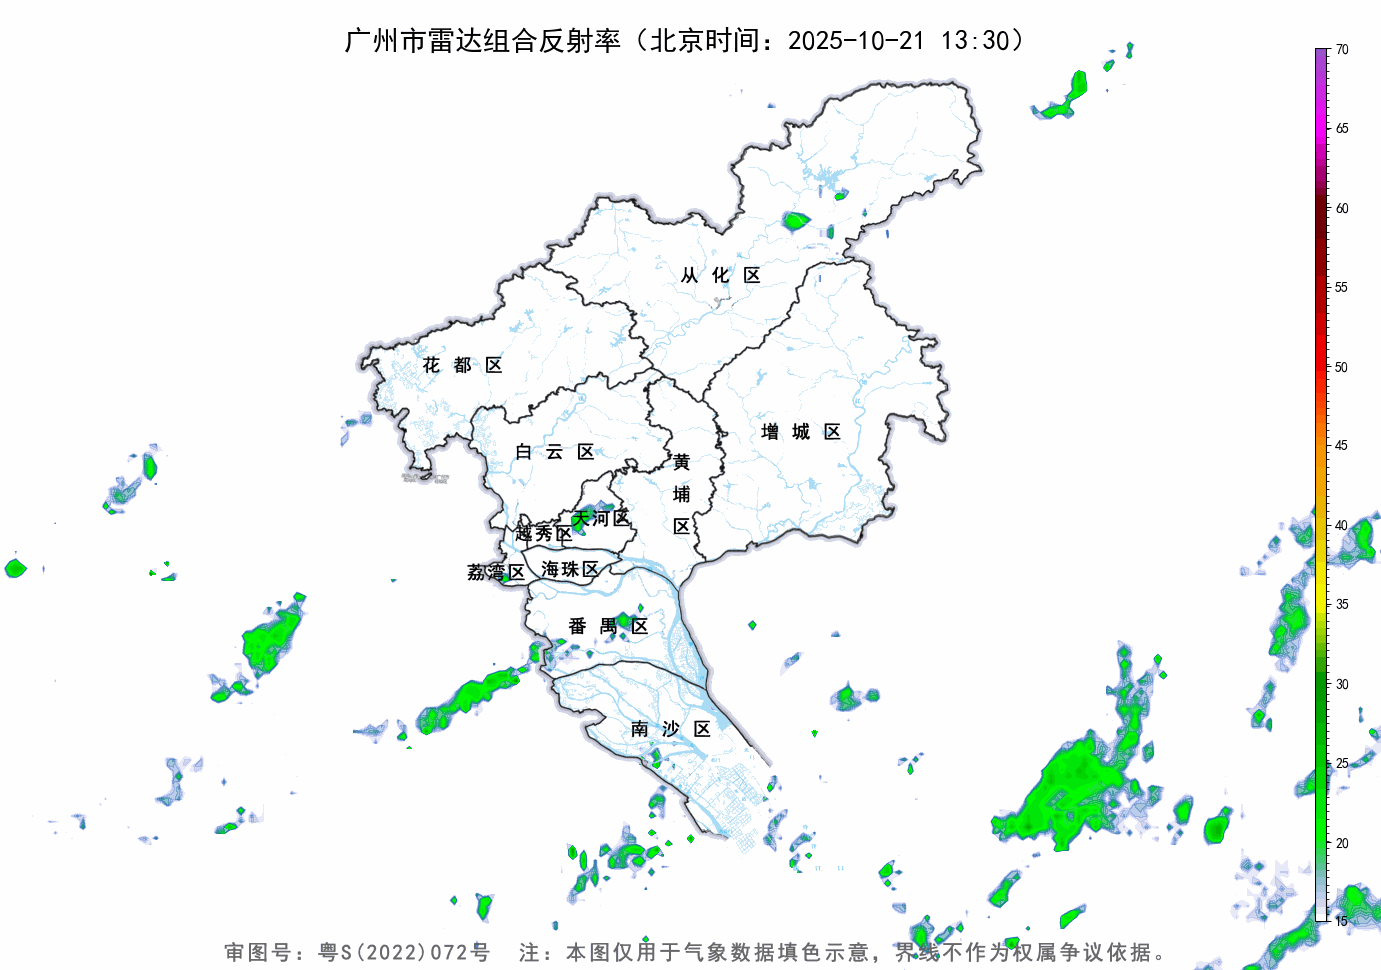 广州市雷达组合反射率（北京时间：2025-10-21 13:30）
70
65
60
55
50
45
40
35
30
25
20
15
从化区
花都区
增城区
白云区
黄埔区
天河区
越秀区
荔湾区
海珠区
番禺区
南沙区
审图号：粤S(2022)072号 注：本图仅用于气象数据填色示意，界线不作为权属争议依据。